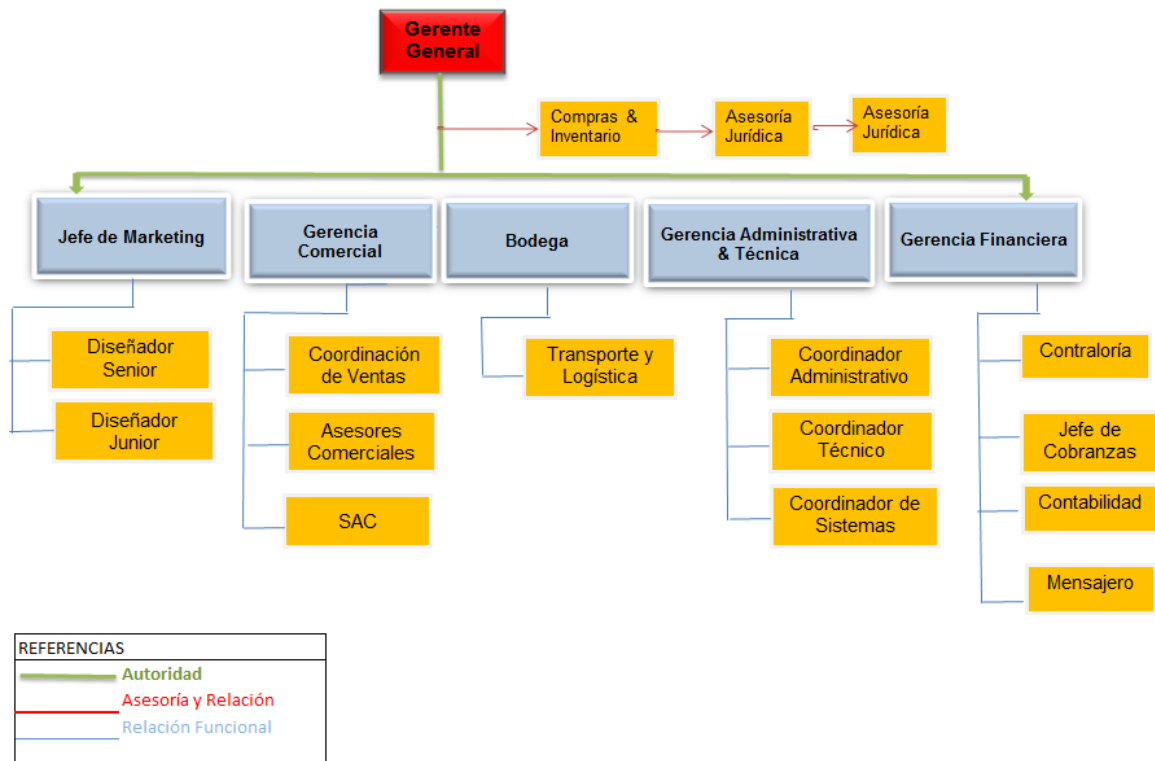 Gerente
General
Compras &
Inventario
Asesoría
Jurídica
Asesoría
Jurídica
Jefe de Marketing
Gerencia
Comercial
Bodega
Gerencia Administrativa
& Técnica
Gerencia Financiera
Diseñador
Senior
Diseñador
Junior
Coordinación
de Ventas
Asesores
Comerciales
SAC
Transporte y
Logística
Coordinador
Administrativo
Coordinador
Técnico
Coordinador de
Sistemas
Contraloría
Jefe de
Cobranzas
Contabilidad
Mensajero
REFERENCIAS
Autoridad
Asesoría y Relación
Relación Funcional